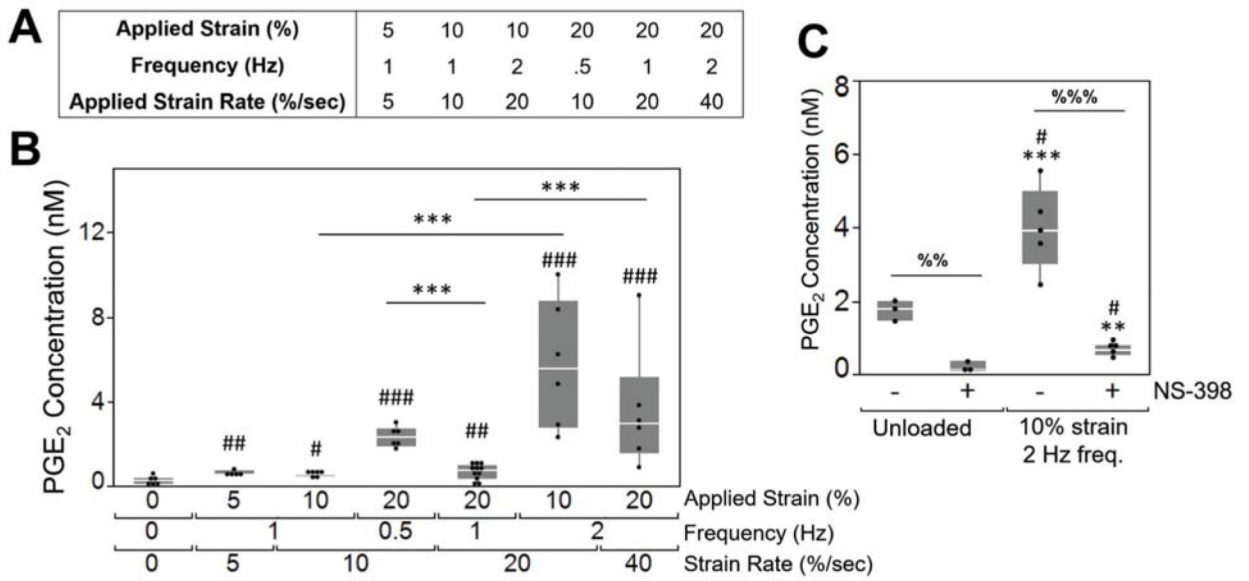 A
Applied Strain (%) 5 10 10 20 20 20
Frequency (Hz) 1 1 2 .5 1 2
Applied Strain Rate (%/sec) 5 10 20 10 20 40
B
PGE₂ Concentration (nM)
12
8
4
0
***
***
***
## # ### ## ### ###
0 5 10 20 20 10 20 Applied Strain (%)
0 1 0.5 1 2 Frequency (Hz)
0 5 10 20 40 Strain Rate (%/sec)
C
PGE₂ Concentration (nM)
8
6
4
2
0
%%%
#
***
%%
#
**
- + - + NS-398
Unloaded
10% strain
2 Hz freq.